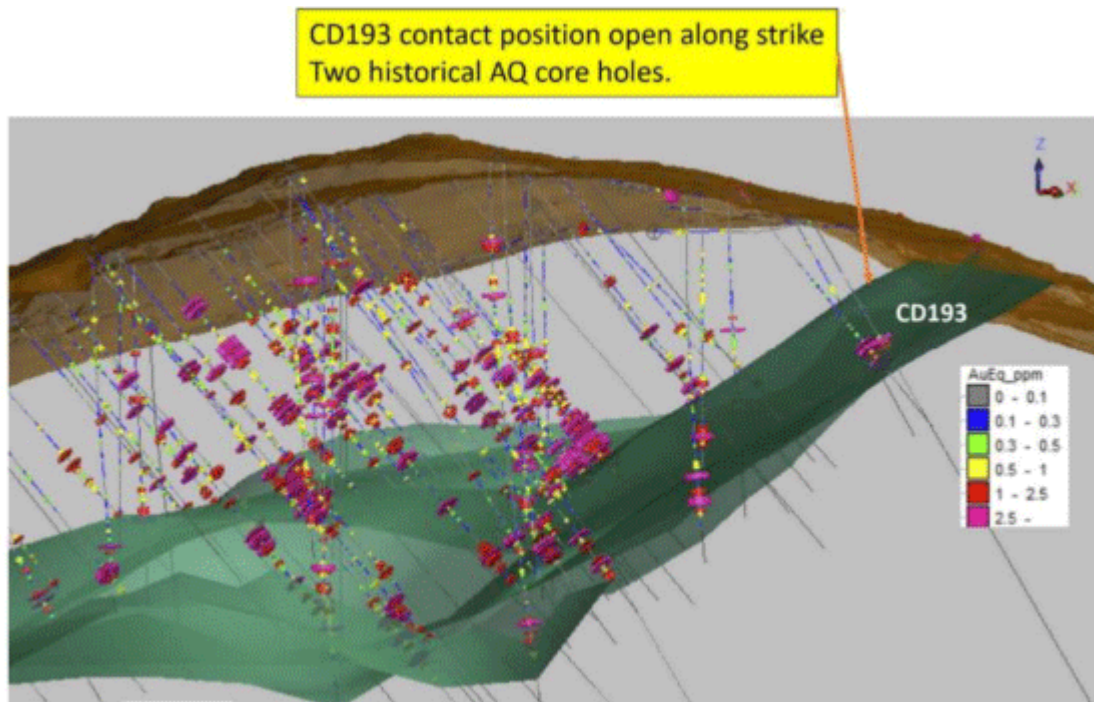 CD193 contact position open along strike
Two historical AQ core holes.
Z
X
CD193
AuEq_ppm
0 - 0.1
0.1 - 0.3
0.3 - 0.5
0.5 - 1
1 - 2.5
2.5 -